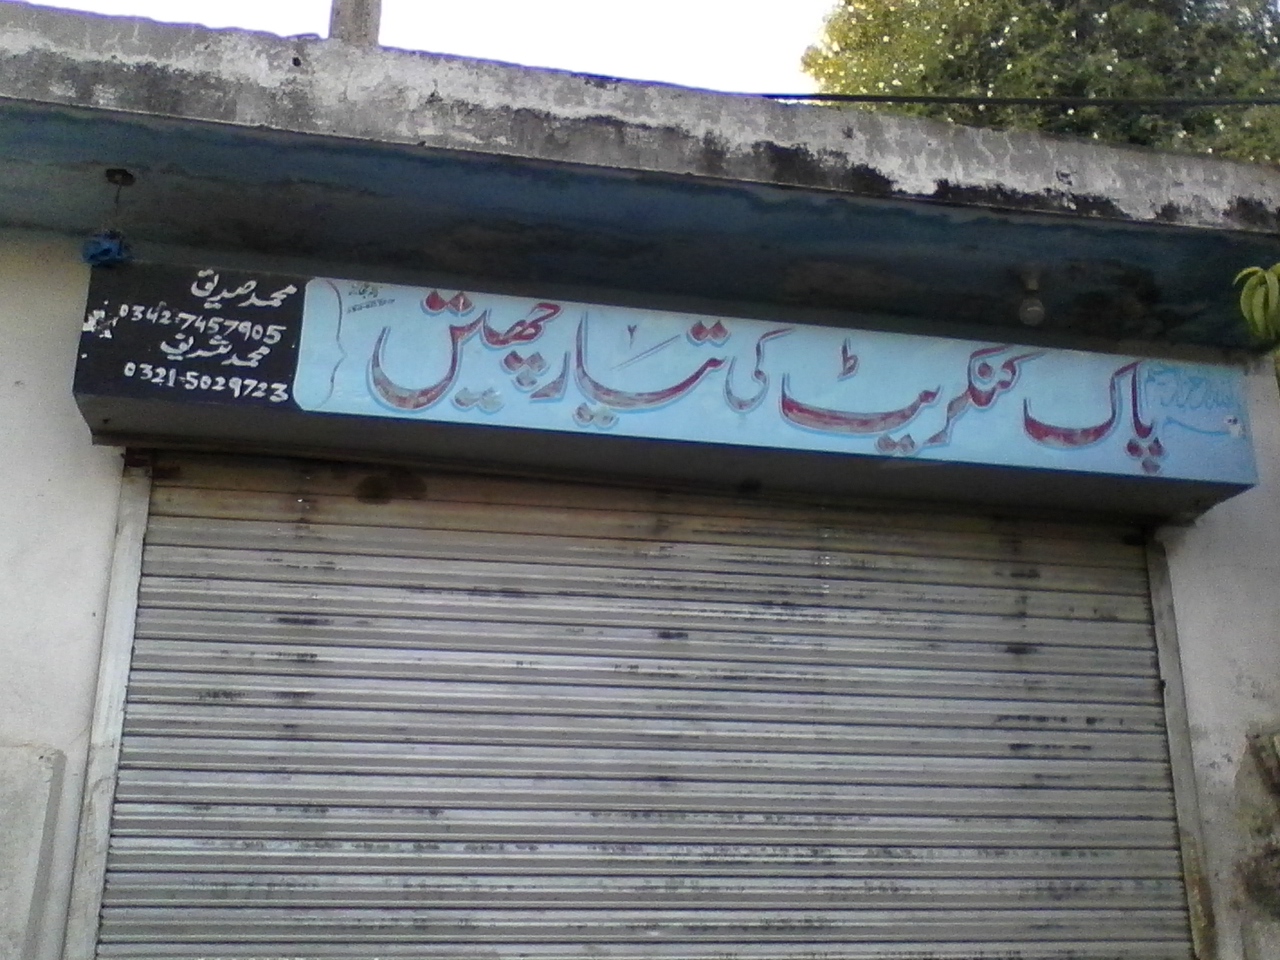 پاک کنکریٹ کی تیار چھتیں
محمد صدیق
0342-7457905
محمد شریف
0321-5029723